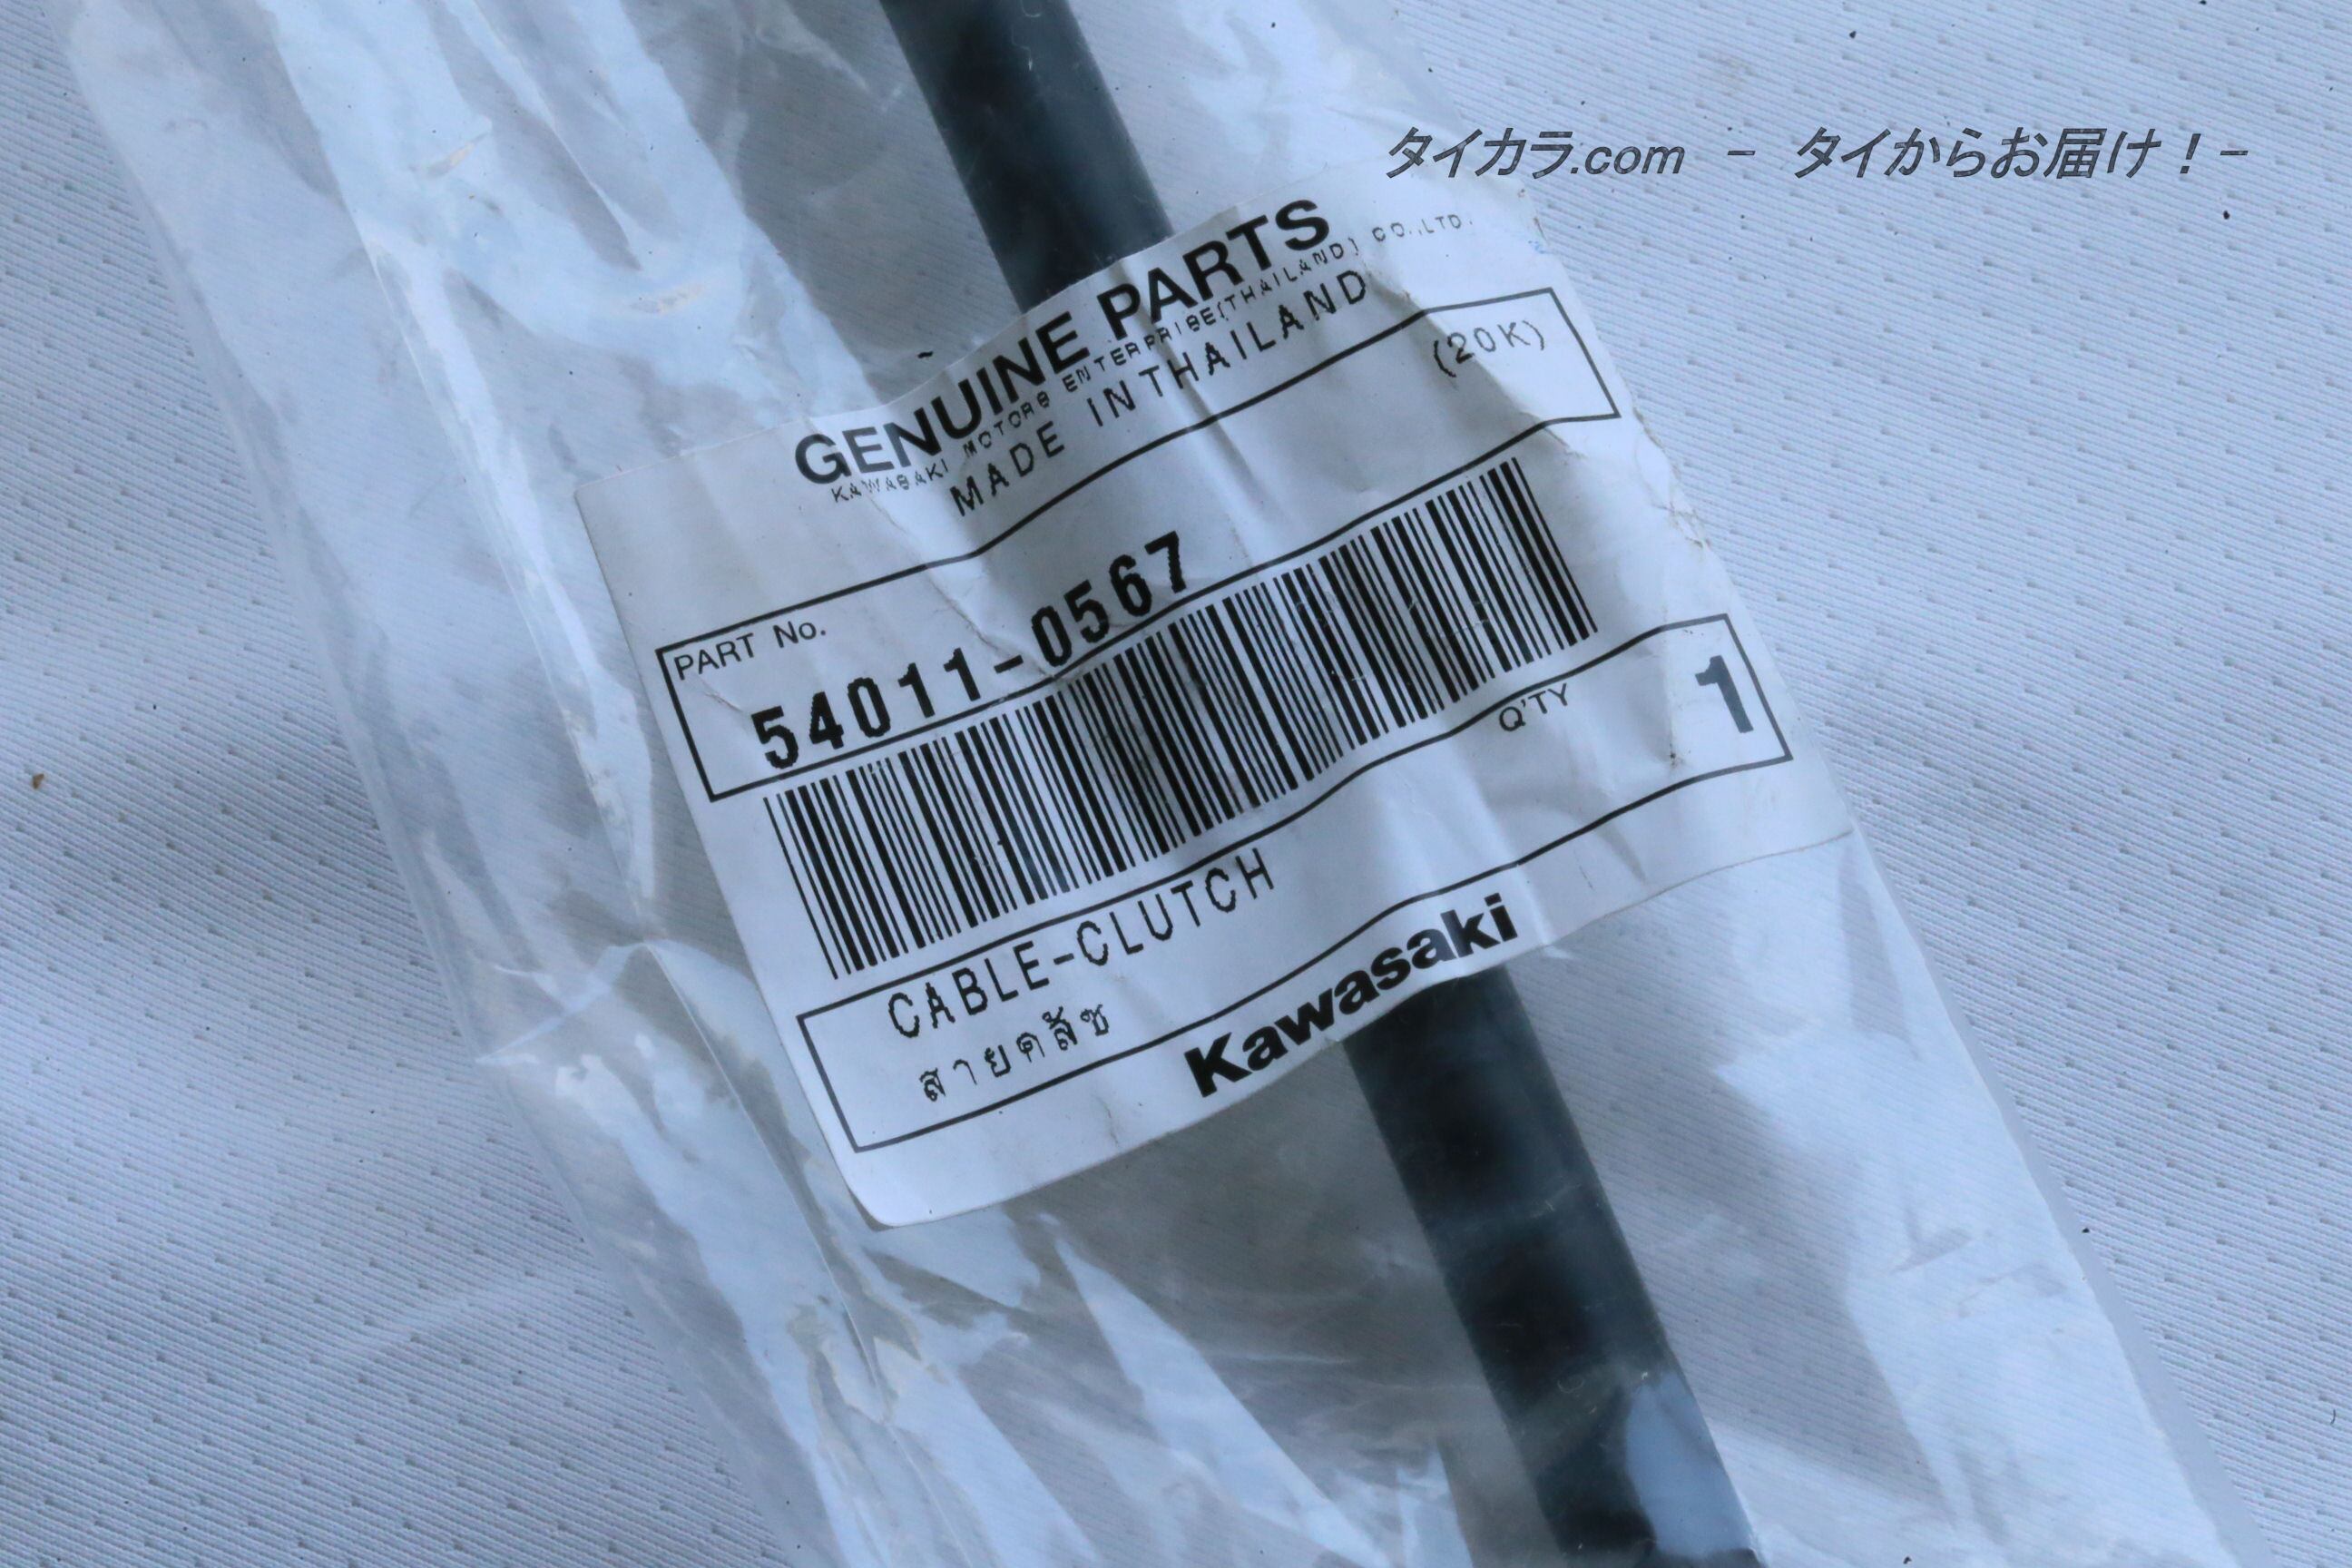 タイカラ.com - タイからお届け！-
GENUINE PARTS
KAWASAKI MOTORS ENTERPRISE(THAILAND) CO.,LTD.
MADE IN THAILAND
PART No.
(20K)
54011-0567
Q'TY
1
CABLE-CLUTCH
สายคลัช
Kawasaki